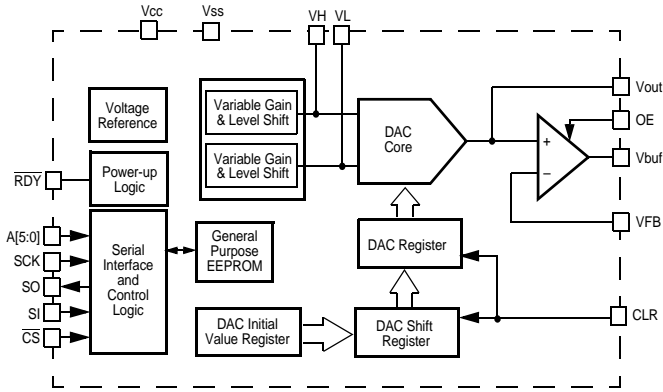 Vcc
Vss
VH
VL
Voltage
Reference
Variable Gain
& Level Shift
Variable Gain
& Level Shift
DAC
Core
Vout
OE
+
−
Vbuf
VFB
RDY
Power-up
Logic
A[5:0]
SCK
SO
SI
CS
Serial
Interface
and
Control
Logic
General
Purpose
EEPROM
DAC Register
DAC Initial
Value Register
DAC Shift
Register
CLR